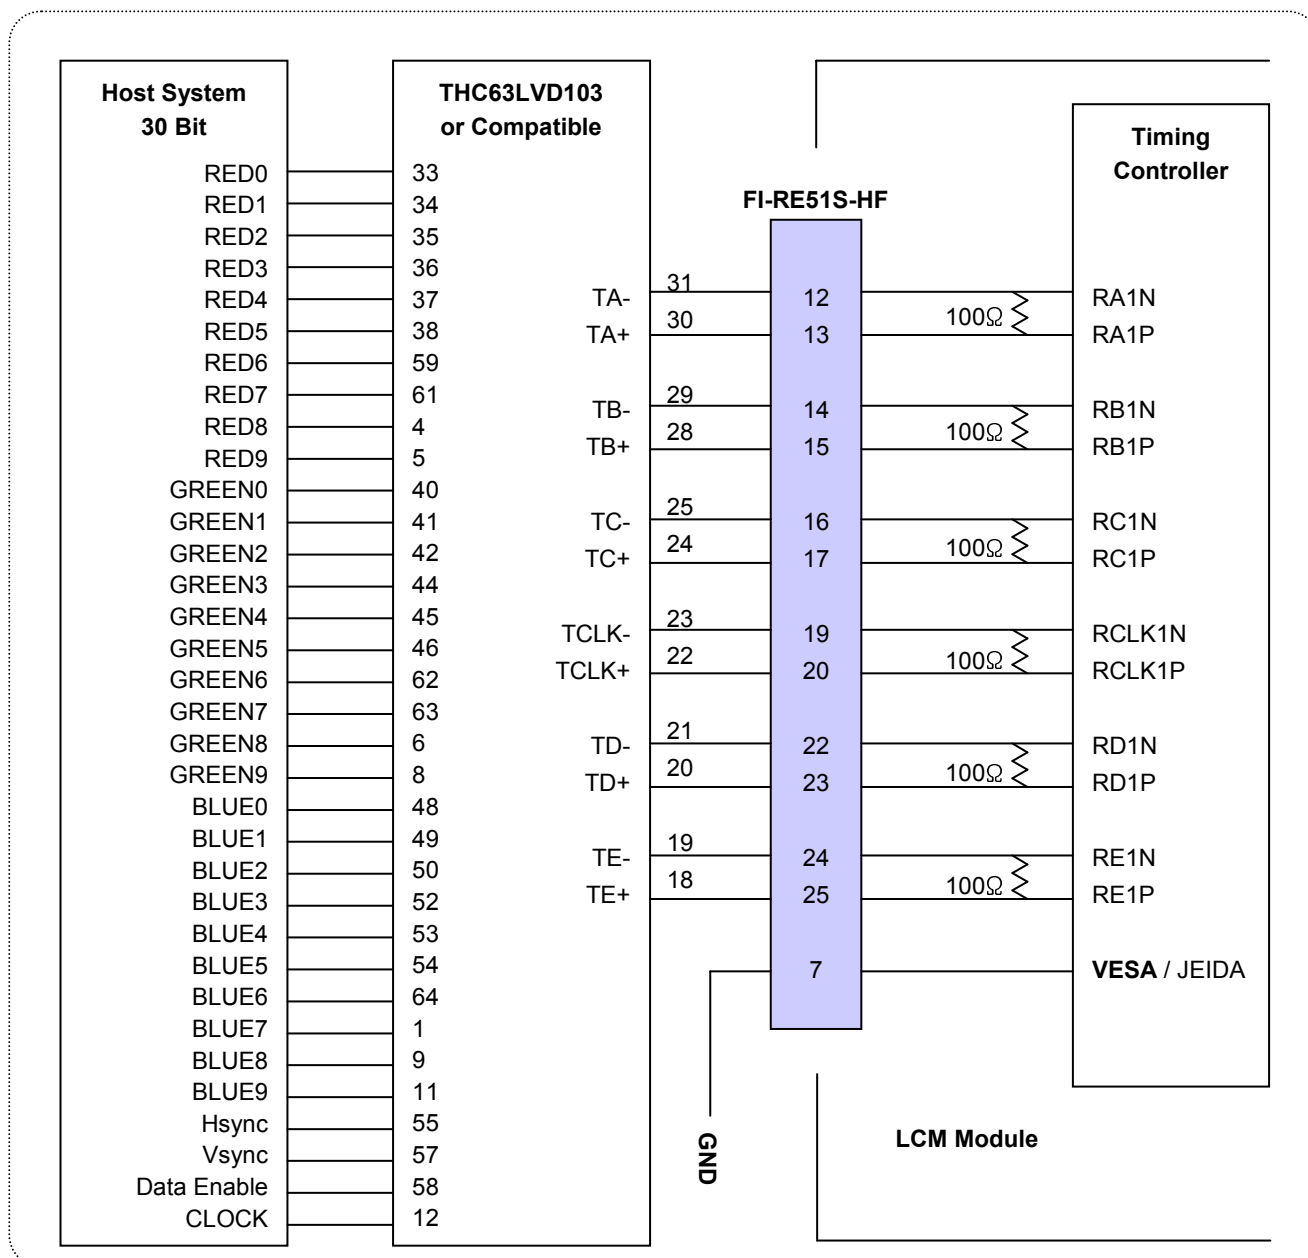 Host System
30 Bit
RED0
RED1
RED2
RED3
RED4
RED5
RED6
RED7
RED8
RED9
GREEN0
GREEN1
GREEN2
GREEN3
GREEN4
GREEN5
GREEN6
GREEN7
GREEN8
GREEN9
BLUE0
BLUE1
BLUE2
BLUE3
BLUE4
BLUE5
BLUE6
BLUE7
BLUE8
BLUE9
Hsync
Vsync
Data Enable
CLOCK
THC63LVD103
or Compatible
33
34
35
36
37
38
59
61
4
5
40
41
42
44
45
46
62
63
6
8
48
49
50
52
53
54
64
1
9
11
55
57
58
12
TA- 31
TA+ 30
TB- 29
TB+ 28
TC- 25
TC+ 24
TCLK- 23
TCLK+ 22
TD- 21
TD+ 20
TE- 19
TE+ 18
GND
FI-RE51S-HF
12
13
14
15
16
17
19
20
22
23
24
25
7
100Ω
100Ω
100Ω
100Ω
100Ω
100Ω
Timing
Controller
RA1N
RA1P
RB1N
RB1P
RC1N
RC1P
RCLK1N
RCLK1P
RD1N
RD1P
RE1N
RE1P
VESA / JEIDA
LCM Module